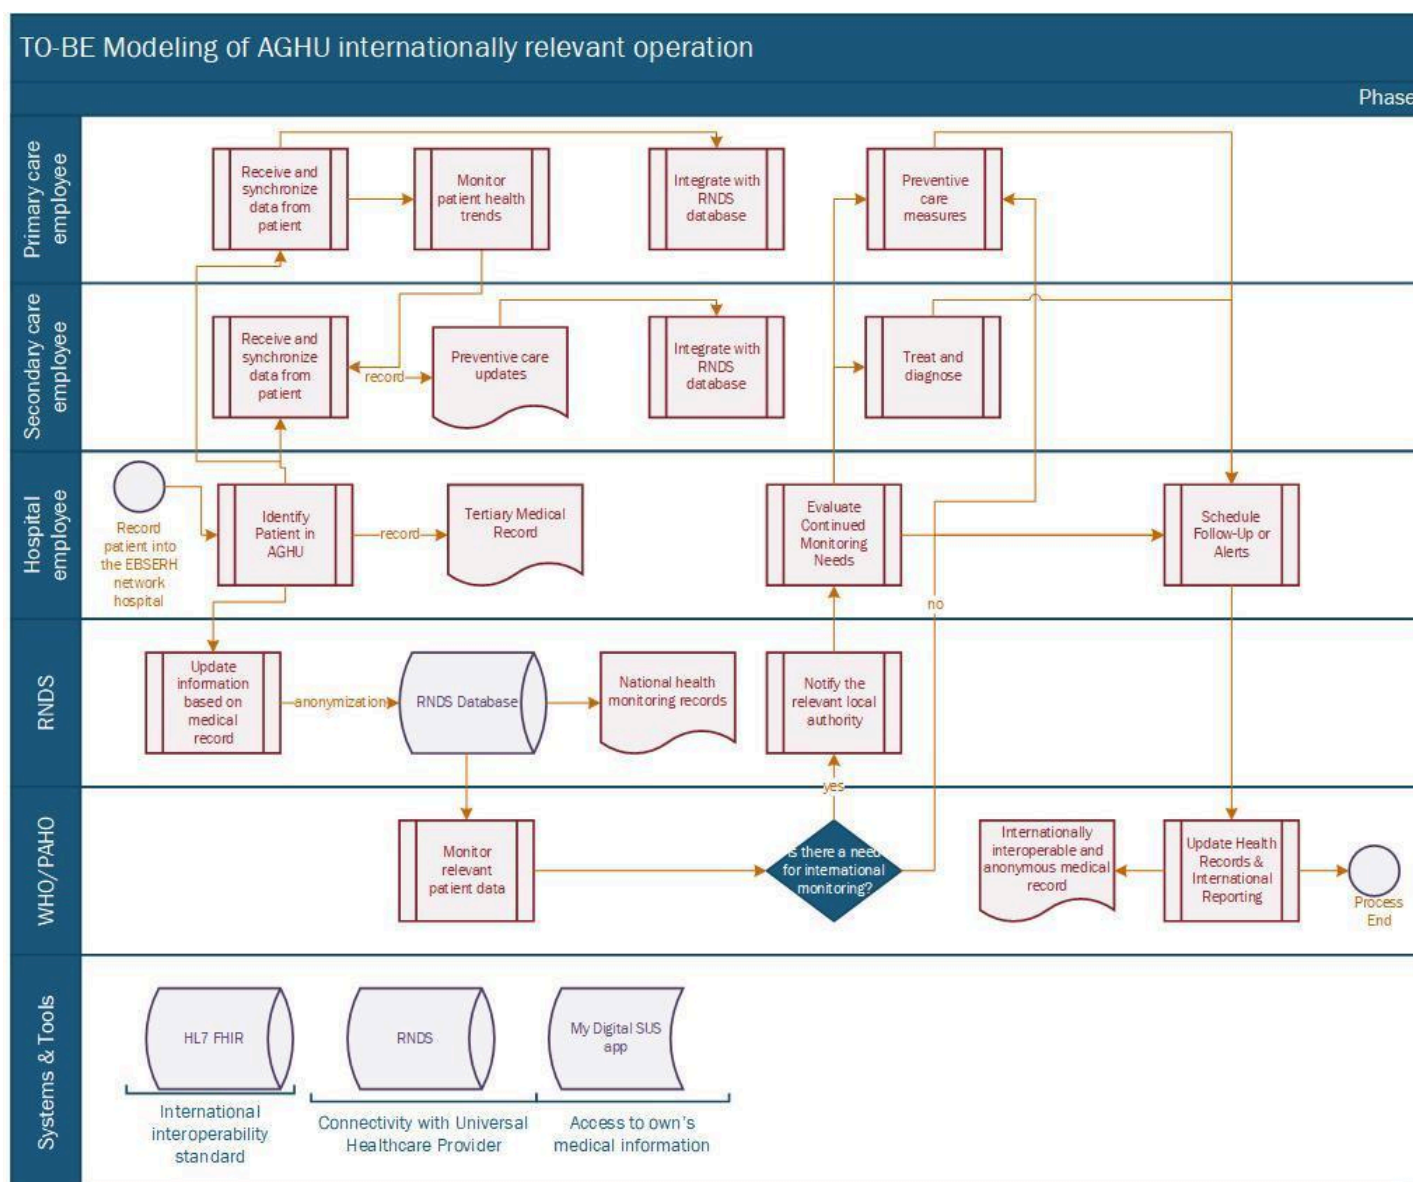 TO-BE Modeling of AGHU internationally relevant operation
Phase
Primary care
employee
Receive and
synchronize
data from
patient
Monitor
patient health
trends
Integrate with
RNDS
database
Preventive
care
measures
Secondary care
employee
Receive and
synchronize
data from
patient
record
Preventive care
updates
Integrate with
RNDS
database
Treat and
diagnose
Hospital
employee
Record
patient into
the EBSERH
network
hospital
Identify
Patient in
AGHU
record
Tertiary Medical
Record
Evaluate
Continued
Monitoring
Needs
no
Schedule
Follow-Up or
Alerts
RNDS
Update
information
based on
medical
record
anonymization
RNDS Database
National health
monitoring records
Notify the
relevant local
authority
yes
WHO/PAHO
Monitor
relevant
patient data
is there a need
for international
monitoring?
Internationally
interoperable and
anonymous medical
record
Update Health
Records &
International
Reporting
Process
End
Systems & Tools
HL7 FHIR
International
interoperability
standard
RNDS
Connectivity with Universal
Healthcare Provider
My Digital SUS
app
Access to own's
medical information